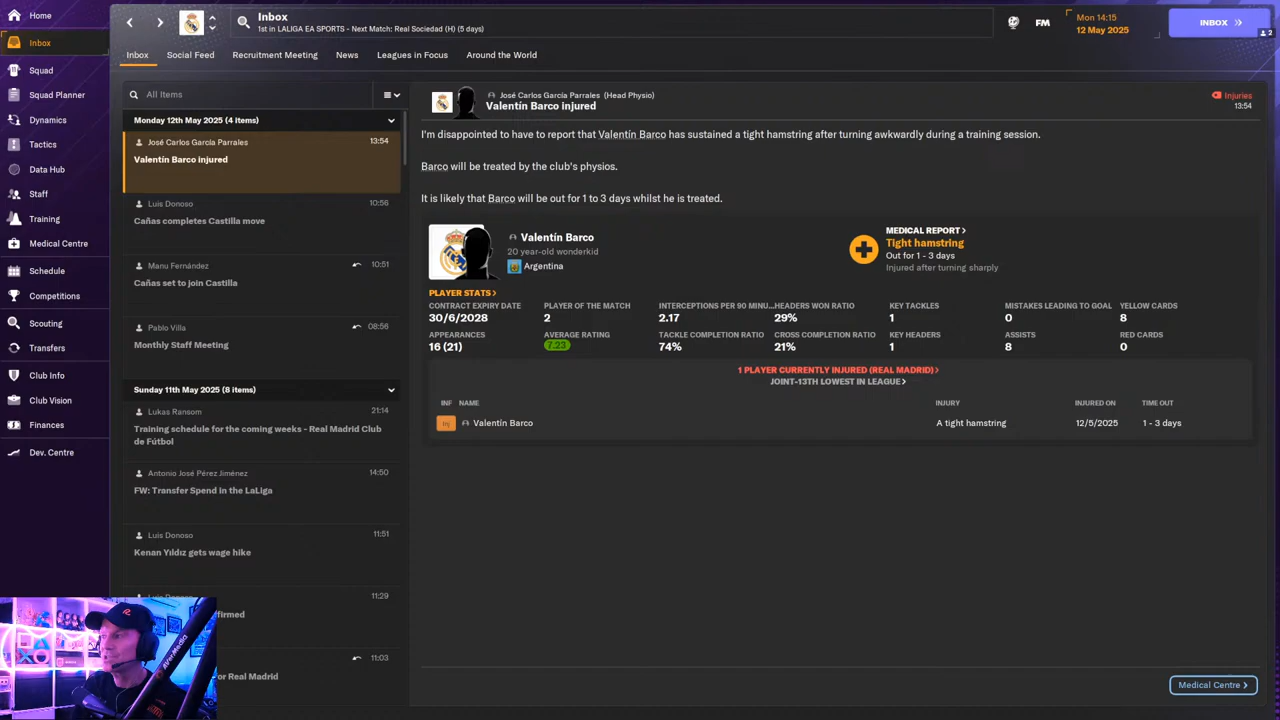 Home
Inbox
Squad
Squad Planner
Dynamics
Tactics
Data Hub
Staff
Training
Medical Centre
Schedule
Competitions
Scouting
Transfers
Club Info
Club Vision
Finances
Dev. Centre
Inbox
1st in LALIGA EA SPORTS - Next Match: Real Sociedad (H) (5 days)
FM
Mon 14:15
12 May 2025
INBOX
2
Inbox
Social Feed
Recruitment Meeting
News
Leagues in Focus
Around the World
All Items
Monday 12th May 2025 (4 items)
José Carlos García Parrales 13:54
Valentín Barco injured
Luis Donoso 10:56
Cañas completes Castilla move
Manu Fernández 10:51
Cañas set to join Castilla
Pablo Villa 08:56
Monthly Staff Meeting
Sunday 11th May 2025 (8 items)
Lukas Ransom 21:14
Training schedule for the coming weeks - Real Madrid Club
de Fútbol
Antonio José Pérez Jiménez 14:50
FW: Transfer Spend in the LaLiga
Luis Donoso 11:51
Kenan Yıldız gets wage hike
11:29
11:03
or Real Madrid
AVerMedia
José Carlos García Parrales (Head Physio)
Valentín Barco injured
Injuries
13:54
I'm disappointed to have to report that Valentín Barco has sustained a tight hamstring after turning awkwardly during a training session.
Barco will be treated by the club's physios.
It is likely that Barco will be out for 1 to 3 days whilst he is treated.
Valentín Barco
20 year-old wonderkid
Argentina
MEDICAL REPORT
Tight hamstring
Out for 1 - 3 days
Injured after turning sharply
PLAYER STATS
CONTRACT EXPIRY DATE PLAYER OF THE MATCH INTERCEPTIONS PER 90 MINU... HEADERS WON RATIO KEY TACKLES MISTAKES LEADING TO GOAL YELLOW CARDS
30/6/2028 2 2.17 29% 1 0 8
APPEARANCES AVERAGE RATING TACKLE COMPLETION RATIO CROSS COMPLETION RATIO KEY HEADERS ASSISTS RED CARDS
16 (21) 7.23 74% 21% 1 8 0
1 PLAYER CURRENTLY INJURED (REAL MADRID)
JOINT-13TH LOWEST IN LEAGUE
INF NAME INJURY INJURED ON TIME OUT
Inj Valentín Barco A tight hamstring 12/5/2025 1 - 3 days
Medical Centre